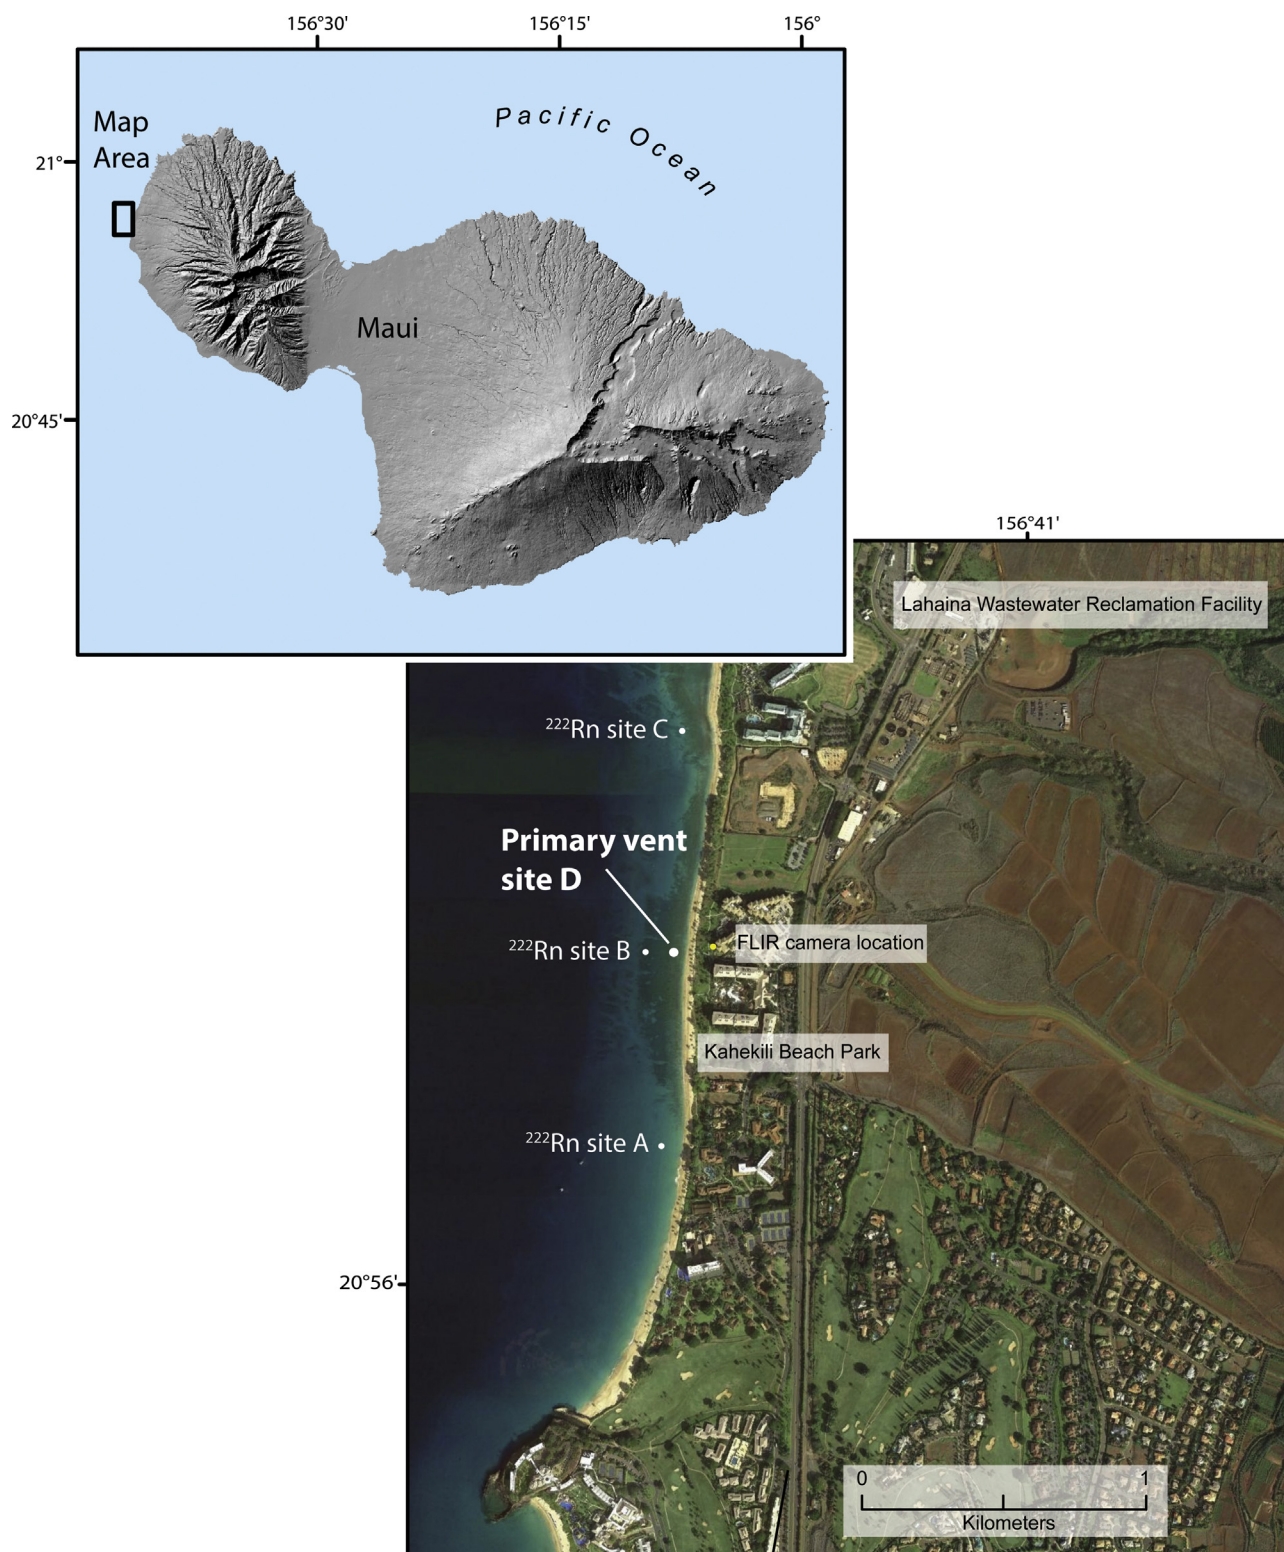 156°30'
156°15'
156°
Map
Area
Pacific Ocean
21°
Maui
20°45'
156°41'
Lahaina Wastewater Reclamation Facility
²²²Rn site C
Primary vent
site D
²²²Rn site B
FLIR camera location
Kahekili Beach Park
²²²Rn site A
20°56'
0 1
Kilometers